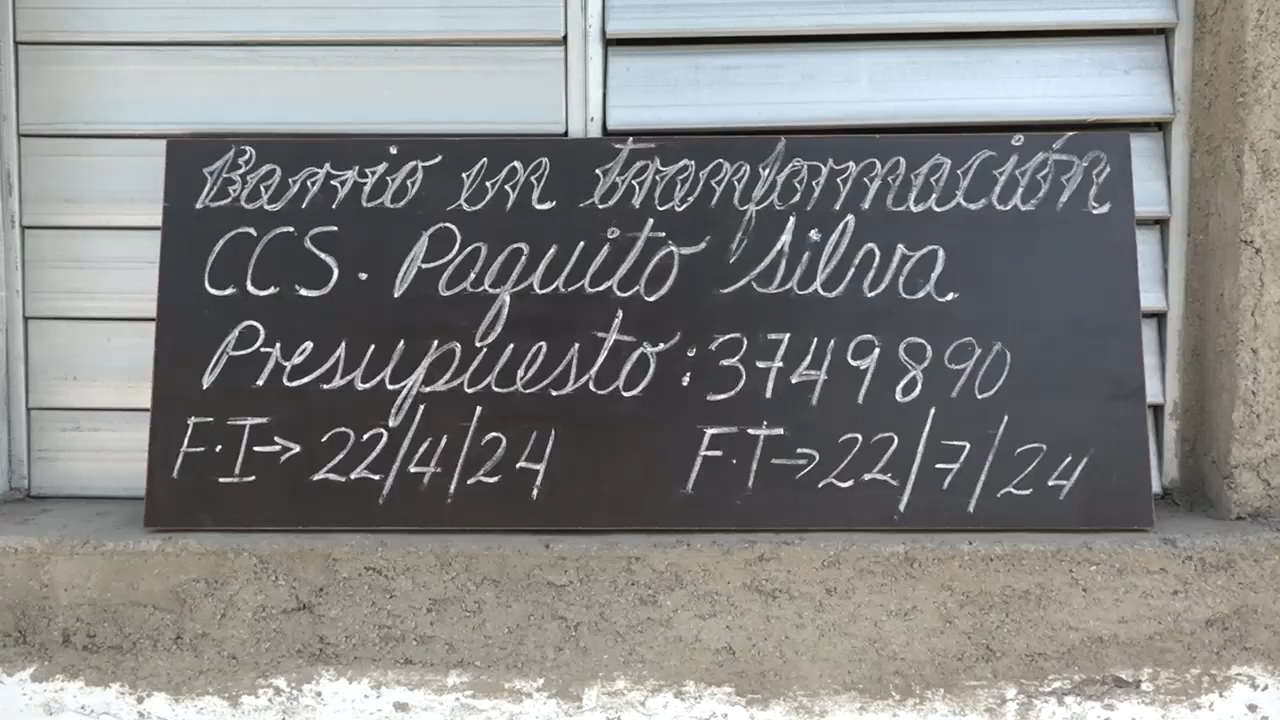 Barrio en tranformación
CCS. Paquito Silva
Presupuesto: 3749890
F.I→ 22/4/24 F.T→22/7/24